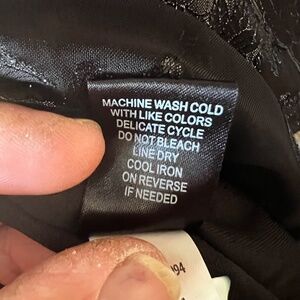 MACHINE WASH COLD
WITH LIKE COLORS
DELICATE CYCLE
DO NOT BLEACH
LINE DRY
COOL IRON
ON REVERSE
IF NEEDED
094